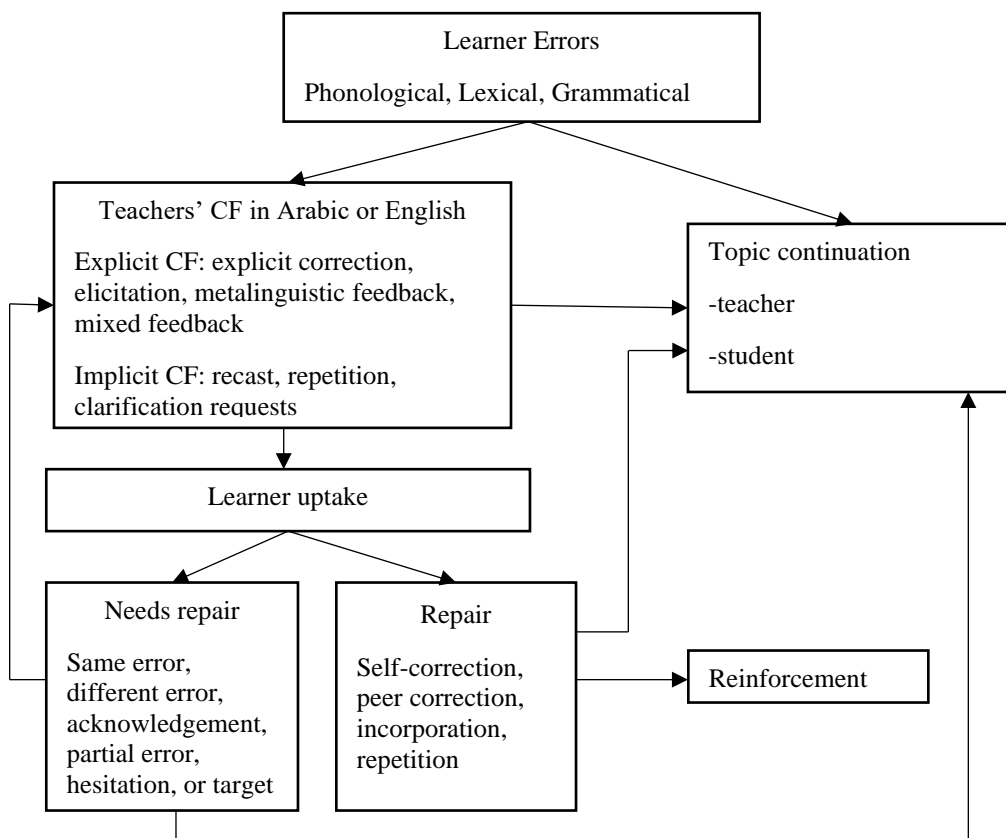 Learner Errors
Phonological, Lexical, Grammatical
Teachers’ CF in Arabic or English
Explicit CF: explicit correction,
elicitation, metalinguistic feedback,
mixed feedback
Implicit CF: recast, repetition,
clarification requests
Topic continuation
-teacher
-student
Learner uptake
Needs repair
Same error,
different error,
acknowledgement,
partial error,
hesitation, or target
Repair
Self-correction,
peer correction,
incorporation,
repetition
Reinforcement